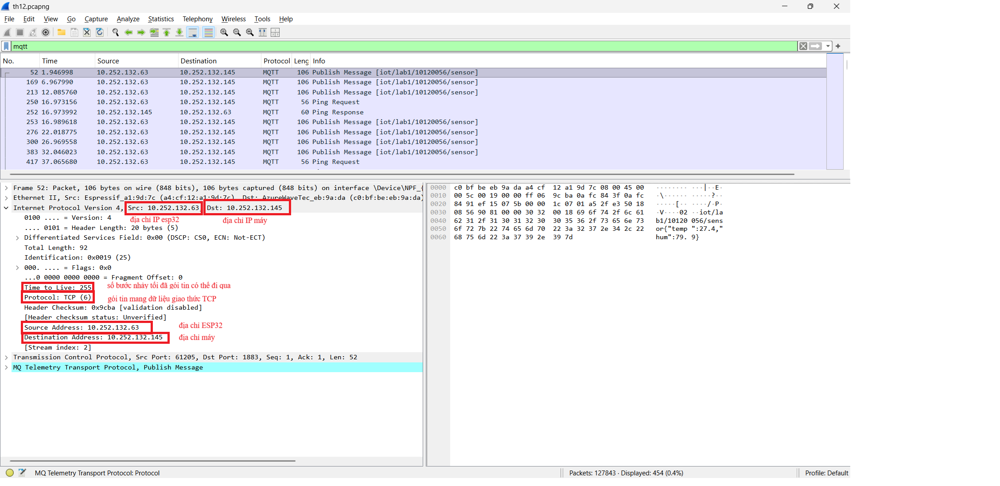 th12.pcapng
File Edit View Go Capture Analyze Statistics Telephony Wireless Tools Help
mqtt
No. Time Source Destination Protocol Leng Info
52 1.946998 10.252.132.63 10.252.132.145 MQTT 106 Publish Message [iot/lab1/10120056/sensor]
169 6.967990 10.252.132.63 10.252.132.145 MQTT 106 Publish Message [iot/lab1/10120056/sensor]
213 12.085760 10.252.132.63 10.252.132.145 MQTT 106 Publish Message [iot/lab1/10120056/sensor]
250 16.973156 10.252.132.63 10.252.132.145 MQTT 56 Ping Request
252 16.973992 10.252.132.145 10.252.132.63 MQTT 60 Ping Response
253 16.989618 10.252.132.63 10.252.132.145 MQTT 106 Publish Message [iot/lab1/10120056/sensor]
276 22.018775 10.252.132.63 10.252.132.145 MQTT 106 Publish Message [iot/lab1/10120056/sensor]
300 26.969558 10.252.132.63 10.252.132.145 MQTT 106 Publish Message [iot/lab1/10120056/sensor]
383 32.046023 10.252.132.63 10.252.132.145 MQTT 106 Publish Message [iot/lab1/10120056/sensor]
417 37.065680 10.252.132.63 10.252.132.145 MQTT 56 Ping Request
Frame 52: Packet, 106 bytes on wire (848 bits), 106 bytes captured (848 bits) on interface \Device\NPF_{
Ethernet II, Src: Espressif_a1:9d:7c (a4:cf:12:a1:9d:7c), Dst: AzureWaveTec_eb:9a:da (c0:bf:be:eb:9a:da)
Internet Protocol Version 4, Src: 10.252.132.63, Dst: 10.252.132.145
0100 .... = Version: 4
địa chỉ IP esp32
địa chỉ IP máy
.... 0101 = Header Length: 20 bytes (5)
Differentiated Services Field: 0x00 (DSCP: CS0, ECN: Not-ECT)
Total Length: 92
Identification: 0x0019 (25)
000. .... = Flags: 0x0
...0 0000 0000 0000 = Fragment Offset: 0
Time to Live: 255
số bước nhảy tối đã gói tin có thể đi qua
Protocol: TCP (6)
gói tin mang dữ liệu giao thức TCP
Header Checksum: 0x9cba [validation disabled]
[Header checksum status: Unverified]
Source Address: 10.252.132.63
địa chỉ ESP32
Destination Address: 10.252.132.145
địa chỉ máy
[Stream index: 2]
Transmission Control Protocol, Src Port: 61205, Dst Port: 1883, Seq: 1, Ack: 1, Len: 52
MQ Telemetry Transport Protocol, Publish Message
0000 c0 bf be eb 9a da a4 cf 12 a1 9d 7c 08 00 45 00 ········ ···|··E·
0010 00 5c 00 19 00 00 ff 06 9c ba 0a fc 84 3f 0a fc ·\······ ·····?··
0020 84 91 ef 15 07 5b 00 00 1c 07 01 a5 2f e3 50 18 ·····[·· ····/·P·
0030 08 56 90 81 00 00 30 32 00 18 69 6f 74 2f 6c 61 ·V····02 ··iot/la
0040 62 31 2f 31 30 31 32 30 30 35 36 2f 73 65 6e 73 b1/10120 056/sens
0050 6f 72 7b 22 74 65 6d 70 22 3a 32 37 2e 34 2c 22 or{"temp ":27.4,"
0060 68 75 6d 22 3a 37 39 2e 39 7d hum":79. 9}
MQ Telemetry Transport Protocol: Protocol
Packets: 127843 · Displayed: 454 (0.4%)
Profile: Default